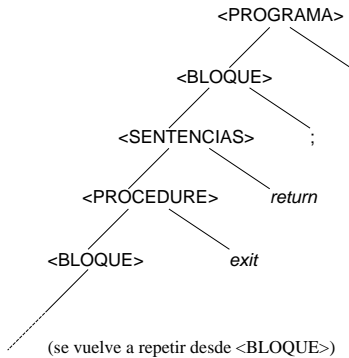 <PROGRAMA>
<BLOQUE>
<SENTENCIAS> ;
<PROCEDURE> return
<BLOQUE> exit
(se vuelve a repetir desde <BLOQUE>)